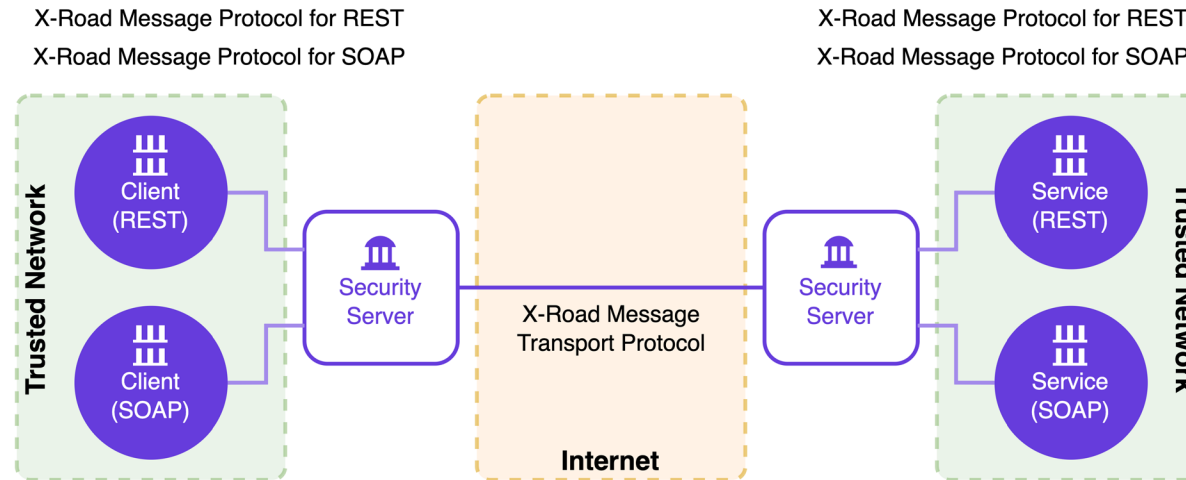 X-Road Message Protocol for REST
X-Road Message Protocol for SOAP
X-Road Message Protocol for REST
X-Road Message Protocol for SOAP
Trusted Network
Client
(REST)
Client
(SOAP)
Security
Server
X-Road Message
Transport Protocol
Internet
Security
Server
Service
(REST)
Service
(SOAP)
Trusted Network